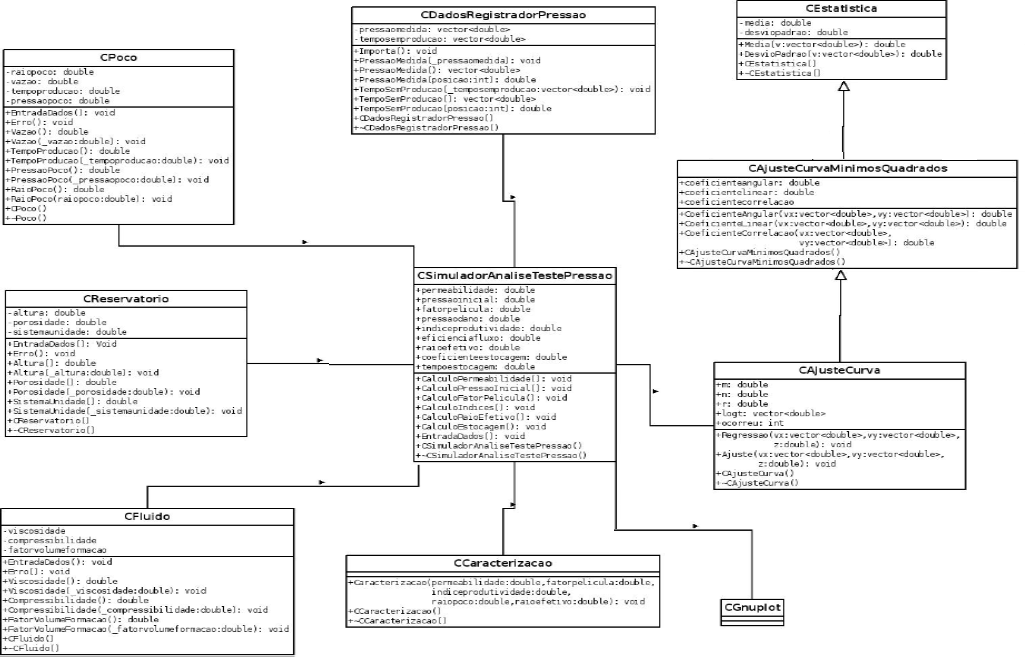 CPoco
-raiopoco: double
-vazao: double
-tempoproducao: double
-pressaopoco: double
+EntradaDados(): void
+Erro(): void
+Vazao(): double
+Vazao(_vazao:double): void
+TempoProducao(): double
+TempoProducao(_tempoproducao:double): void
+PressaoPoco(): double
+PressaoPoco(_pressaopoco:double): void
+RaioPoco(): double
+RaioPoco(raiopoco:double): void
+CPoco()
+~Poco()
CDadosRegistradorPressao
-pressaomedida: vector<double>
-temposemproducao: vector<double>
+Importa(): void
+PressaoMedida(_pressaomedida): void
+PressaoMedida(): vector<double>
+PressaoMedida(posicao:int): double
+TempoSemProducao(_temposemproducao:vector<double>): void
+TempoSemProducao(): vector<double>
+TempoSemProducao(posicao:int): double
+CDadosRegistradorPressao()
+~CDadosRegistradorPressao()
CEstatistica
-media: double
-desviopadrao: double
+Media(v:vector<double>): double
+DesvioPadrao(v:vector<double>): double
+CEstatistica()
+~CEstatistica()
CAjusteCurvaMinimosQuadrados
+coeficienteangular: double
+coeficientelinear: double
+coeficientecorrelacao
+CoeficienteAngular(vx:vector<double>,vy:vector<double>): double
+CoeficienteLinear(vx:vector<double>,vy:vector<double>): double
+CoeficienteCorrelacao(vx:vector<double>,
vy:vector<double>): double
+CAjusteCurvaMinimosQuadrados()
+~CAjusteCurvaMinimosQuadrados()
CReservatorio
-altura: double
-porosidade: double
-sistemaunidade: double
+EntradaDados(): Void
+Erro(): void
+Altura(): double
+Altura(_altura:double): void
+Porosidade(): double
+Porosidade(_porosidade:double): void
+SistemaUnidade(): double
+SistemaUnidade(_sistemaunidade:double): void
+CReservatorio()
+~CReservatorio()
CSimuladorAnaliseTestePressao
+permeabilidade: double
+pressaoinicial: double
+fatorpelicula: double
+pressaodano: double
+indiceprodutividade: double
+eficienciafluxo: double
+raioefetivo: double
+coeficienteestocagem: double
+tempoestocagem: double
+CalculoPermeabilidade(): void
+CalculoPressaoInicial(): void
+CalculoFatorPelicula(): void
+CalculoIndices(): void
+CalculoRaioEfetivo(): void
+CalculoEstocagem(): void
+EntradaDados(): void
+CSimuladorAnaliseTestePressao()
+~CSimuladorAnaliseTestePressao()
CAjusteCurva
+m: double
+n: double
+r: double
+logt: vector<double>
+ocorreu: int
+Regressao(vx:vector<double>,vy:vector<double>,
z:double): void
+Ajuste(vx:vector<double>,vy:vector<double>,
z:double): void
+CAjusteCurva()
+~CAjusteCurva()
CFluido
-viscosidade
-compressibilidade
-fatorvolumeformacao
+EntradaDados(): void
+Erro(): void
+Viscosidade(): double
+Viscosidade(_viscosidade:double): void
+Compressibilidade(): double
+Compressibilidade(_compressibilidade:double): void
+FatorVolumeFormacao(): double
+FatorVolumeFormacao(_fatorvolumeformacao:double): void
+CFluido()
+~CFluido()
CCaracterizacao
+Caracterizacao(permeabilidade:double,fatorpelicula:double,
indiceprodutividade:double,
raiopoco:double,raioefetivo:double): void
+CCaracterizacao()
+~CCaracterizacao()
CGnuplot